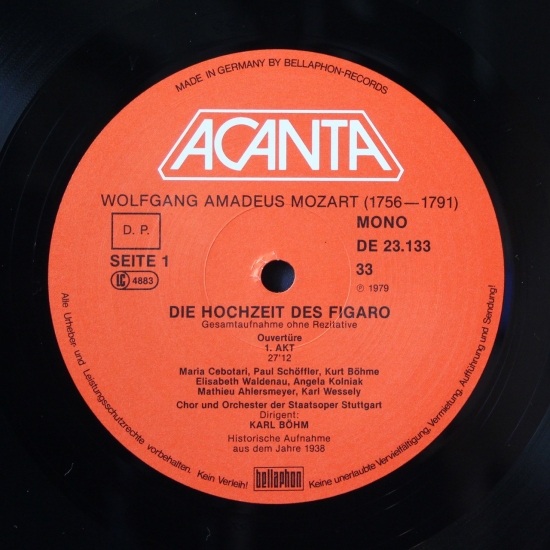 MADE IN GERMANY BY BELLAPHON-RECORDS
ACANTA
WOLFGANG AMADEUS MOZART (1756—1791)
D. P.
MONO
DE 23.133
SEITE 1
33
LC 4883
℗ 1979
DIE HOCHZEIT DES FIGARO
Gesamtaufnahme ohne Rezitative
Ouvertüre
1. AKT
27'12
Maria Cebotari, Paul Schöffler, Kurt Böhme
Elisabeth Waldenau, Angela Kolniak
Mathieu Ahlersmeyer, Karl Wessely
Chor und Orchester der Staatsoper Stuttgart
Dirigent:
KARL BÖHM
Historische Aufnahme
aus dem Jahre 1938
bellaphon
Alle Urheber- und Leistungsschutzrechte vorbehalten. Kein Verleih! Keine unerlaubte Vervielfältigung, Vermietung, Aufführung und Sendung!